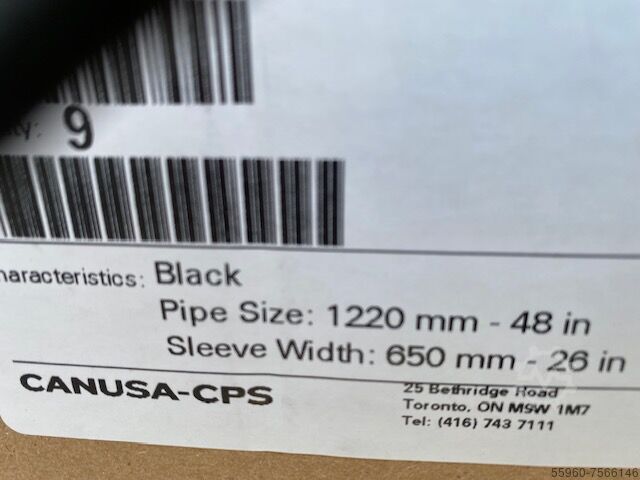 9
Black
Pipe Size: 1220 mm - 48 in
Sleeve Width: 650 mm - 26 in
CANUSA-CPS
25 Bethridge Road
Toronto, ON M9W 1M7
Tel: (416) 743 7111
55960-7566146